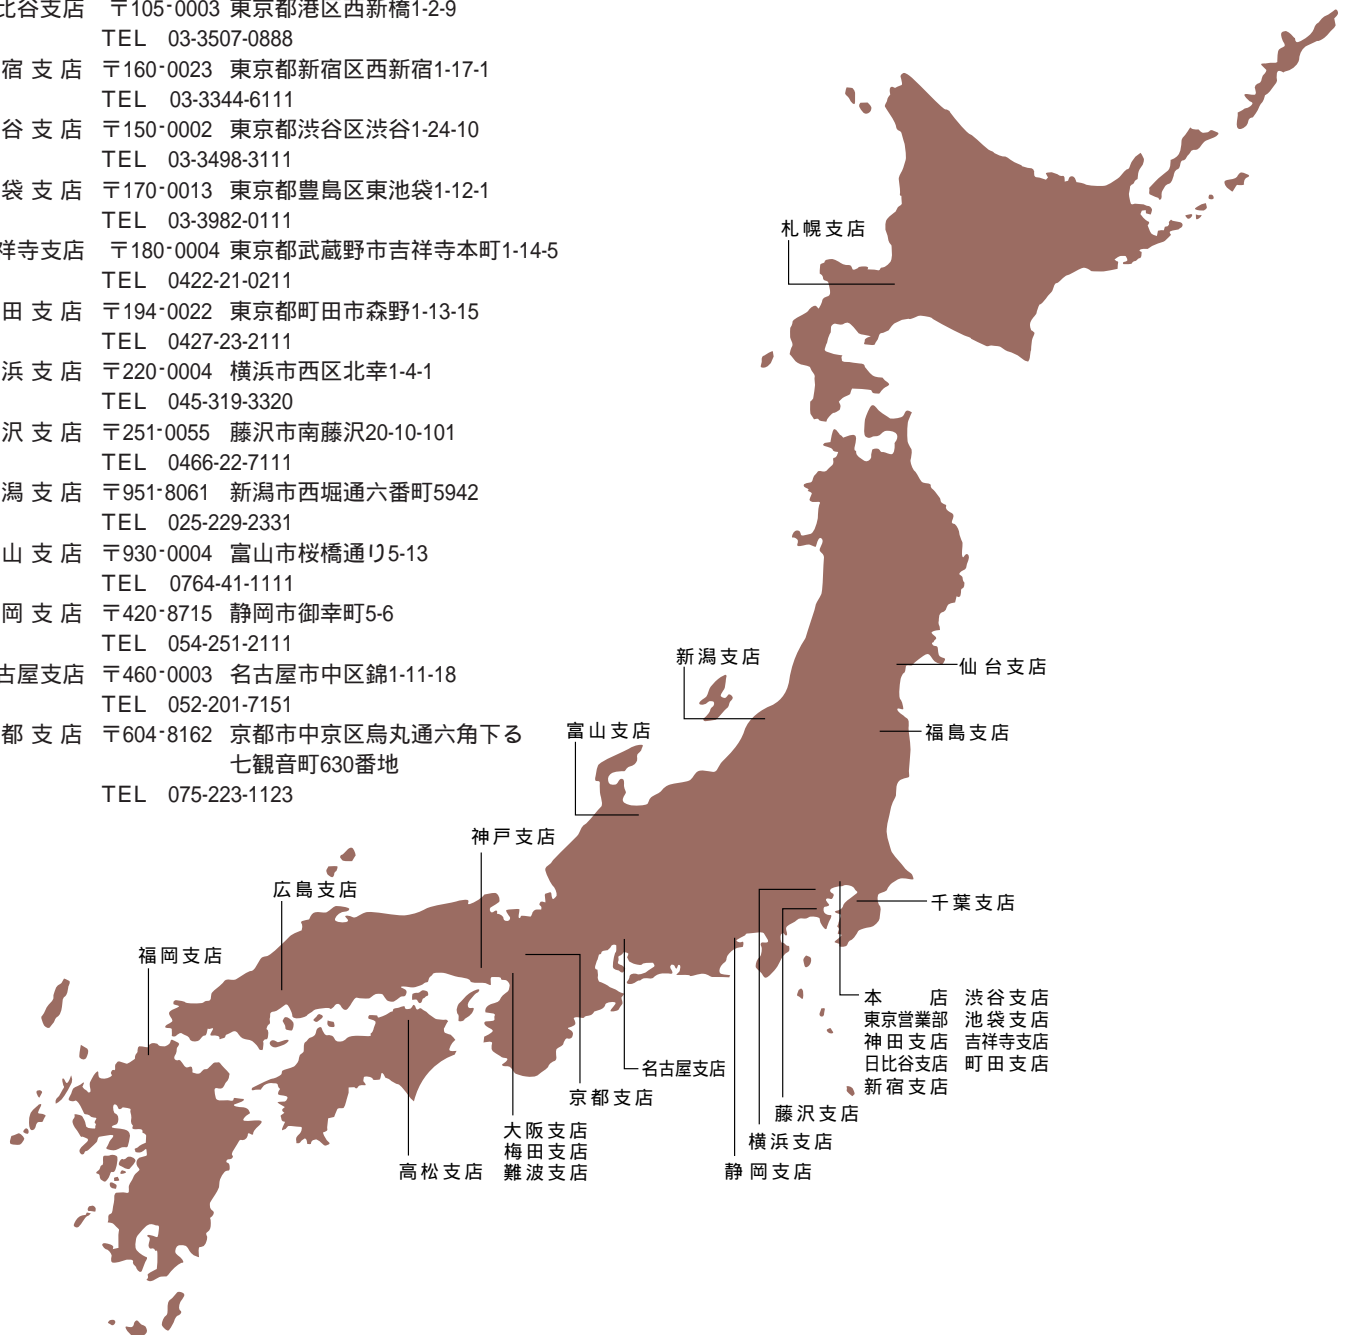 比谷支店 〒105-0003 東京都港区西新橋1-2-9
TEL 03-3507-0888
宿支店 〒160-0023 東京都新宿区西新宿1-17-1
TEL 03-3344-6111
谷支店 〒150-0002 東京都渋谷区渋谷1-24-10
TEL 03-3498-3111
袋支店 〒170-0013 東京都豊島区東池袋1-12-1
TEL 03-3982-0111
祥寺支店 〒180-0004 東京都武蔵野市吉祥寺本町1-14-5
TEL 0422-21-0211
田支店 〒194-0022 東京都町田市森野1-13-15
TEL 0427-23-2111
浜支店 〒220-0004 横浜市西区北幸1-4-1
TEL 045-319-3320
沢支店 〒251-0055 藤沢市南藤沢20-10-101
TEL 0466-22-7111
潟支店 〒951-8061 新潟市西堀通六番町5942
TEL 025-229-2331
山支店 〒930-0004 富山市桜橋通り5-13
TEL 0764-41-1111
岡支店 〒420-8715 静岡市御幸町5-6
TEL 054-251-2111
古屋支店 〒460-0003 名古屋市中区錦1-11-18
TEL 052-201-7151
都支店 〒604-8162 京都市中京区烏丸通六角下る
七観音町630番地
TEL 075-223-1123
札幌支店
新潟支店
仙台支店
富山支店
福島支店
神戸支店
広島支店
千葉支店
福岡支店
本店 渋谷支店
東京営業部 池袋支店
神田支店 吉祥寺支店
日比谷支店 町田支店
新宿支店
名古屋支店
京都支店
藤沢支店
大阪支店
梅田支店
難波支店
横浜支店
高松支店
静岡支店